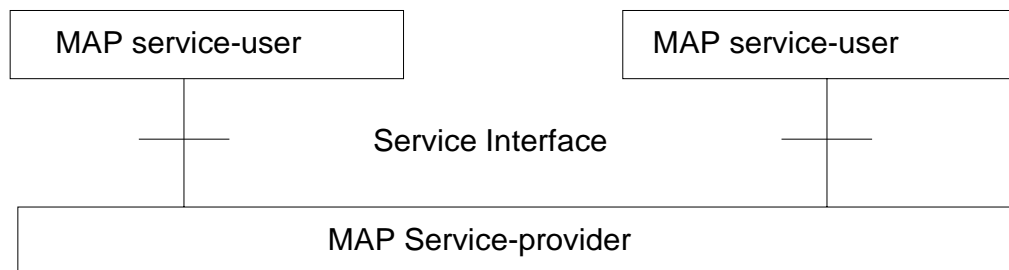 MAP service-user
MAP service-user
Service Interface
MAP Service-provider